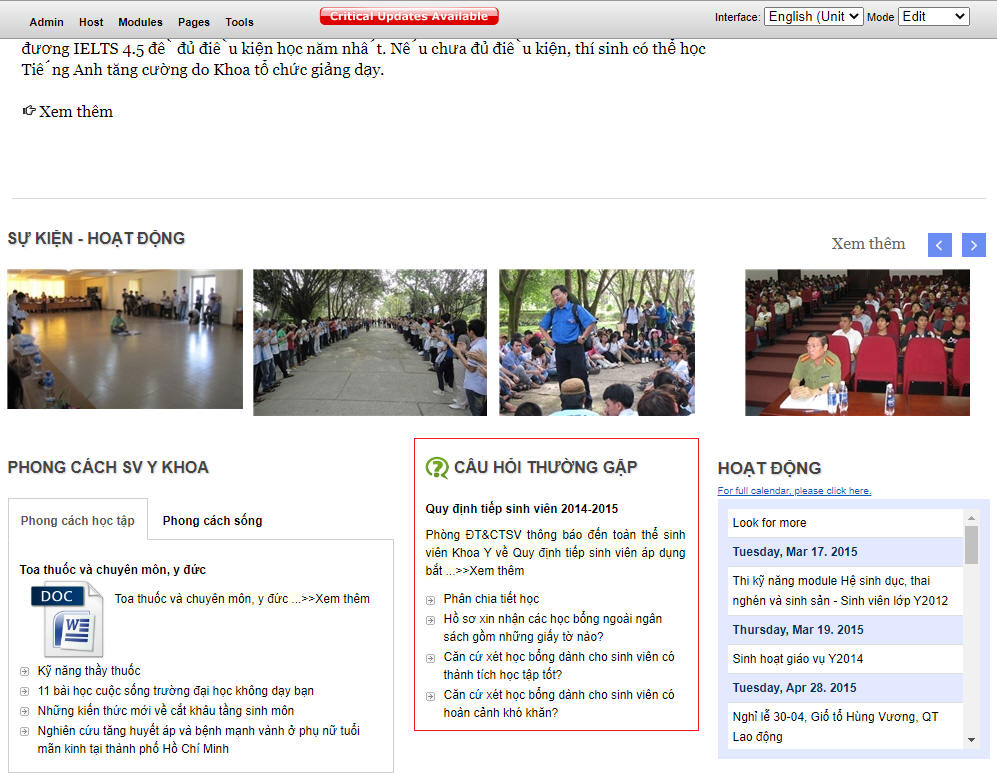 Admin Host Modules Pages Tools
Critical Updates Available
Interface: English (Unit Mode Edit
đương IELTS 4.5 để đủ điều kiện học năm nhất. Nếu chưa đủ điều kiện, thí sinh có thể học
Tiếng Anh tăng cường do Khoa tổ chức giảng dạy.
Xem thêm
SỰ KIỆN - HOẠT ĐỘNG
Xem thêm
PHONG CÁCH SV Y KHOA
Phong cách học tập
Phong cách sống
Toa thuốc và chuyên môn, y đức
DOC
W
Toa thuốc và chuyên môn, y đức ...>>Xem thêm
Kỹ năng thầy thuốc
11 bài học cuộc sống trường đại học không dạy bạn
Những kiến thức mới về cắt khâu tầng sinh môn
Nghiên cứu tăng huyết áp và bệnh mạnh vành ở phụ nữ tuổi
mãn kinh tại thành phố Hồ Chí Minh
CÂU HỎI THƯỜNG GẶP
Quy định tiếp sinh viên 2014-2015
Phòng ĐT&CTSV thông báo đến toàn thể sinh
viên Khoa Y về Quy định tiếp sinh viên áp dụng
bắt ...>>Xem thêm
Phân chia tiết học
Hồ sơ xin nhận các học bổng ngoài ngân
sách gồm những giấy tờ nào?
Căn cứ xét học bổng dành cho sinh viên có
thành tích học tập tốt?
Căn cứ xét học bổng dành cho sinh viên có
hoàn cảnh khó khăn?
HOẠT ĐỘNG
For full calendar, please click here.
Look for more
Tuesday, Mar 17. 2015
Thi kỹ năng module Hệ sinh dục, thai
nghén và sinh sản - Sinh viên lớp Y2012
Thursday, Mar 19. 2015
Sinh hoạt giáo vụ Y2014
Tuesday, Apr 28. 2015
Nghỉ lễ 30-04, Giổ tổ Hùng Vương, QT
Lao động